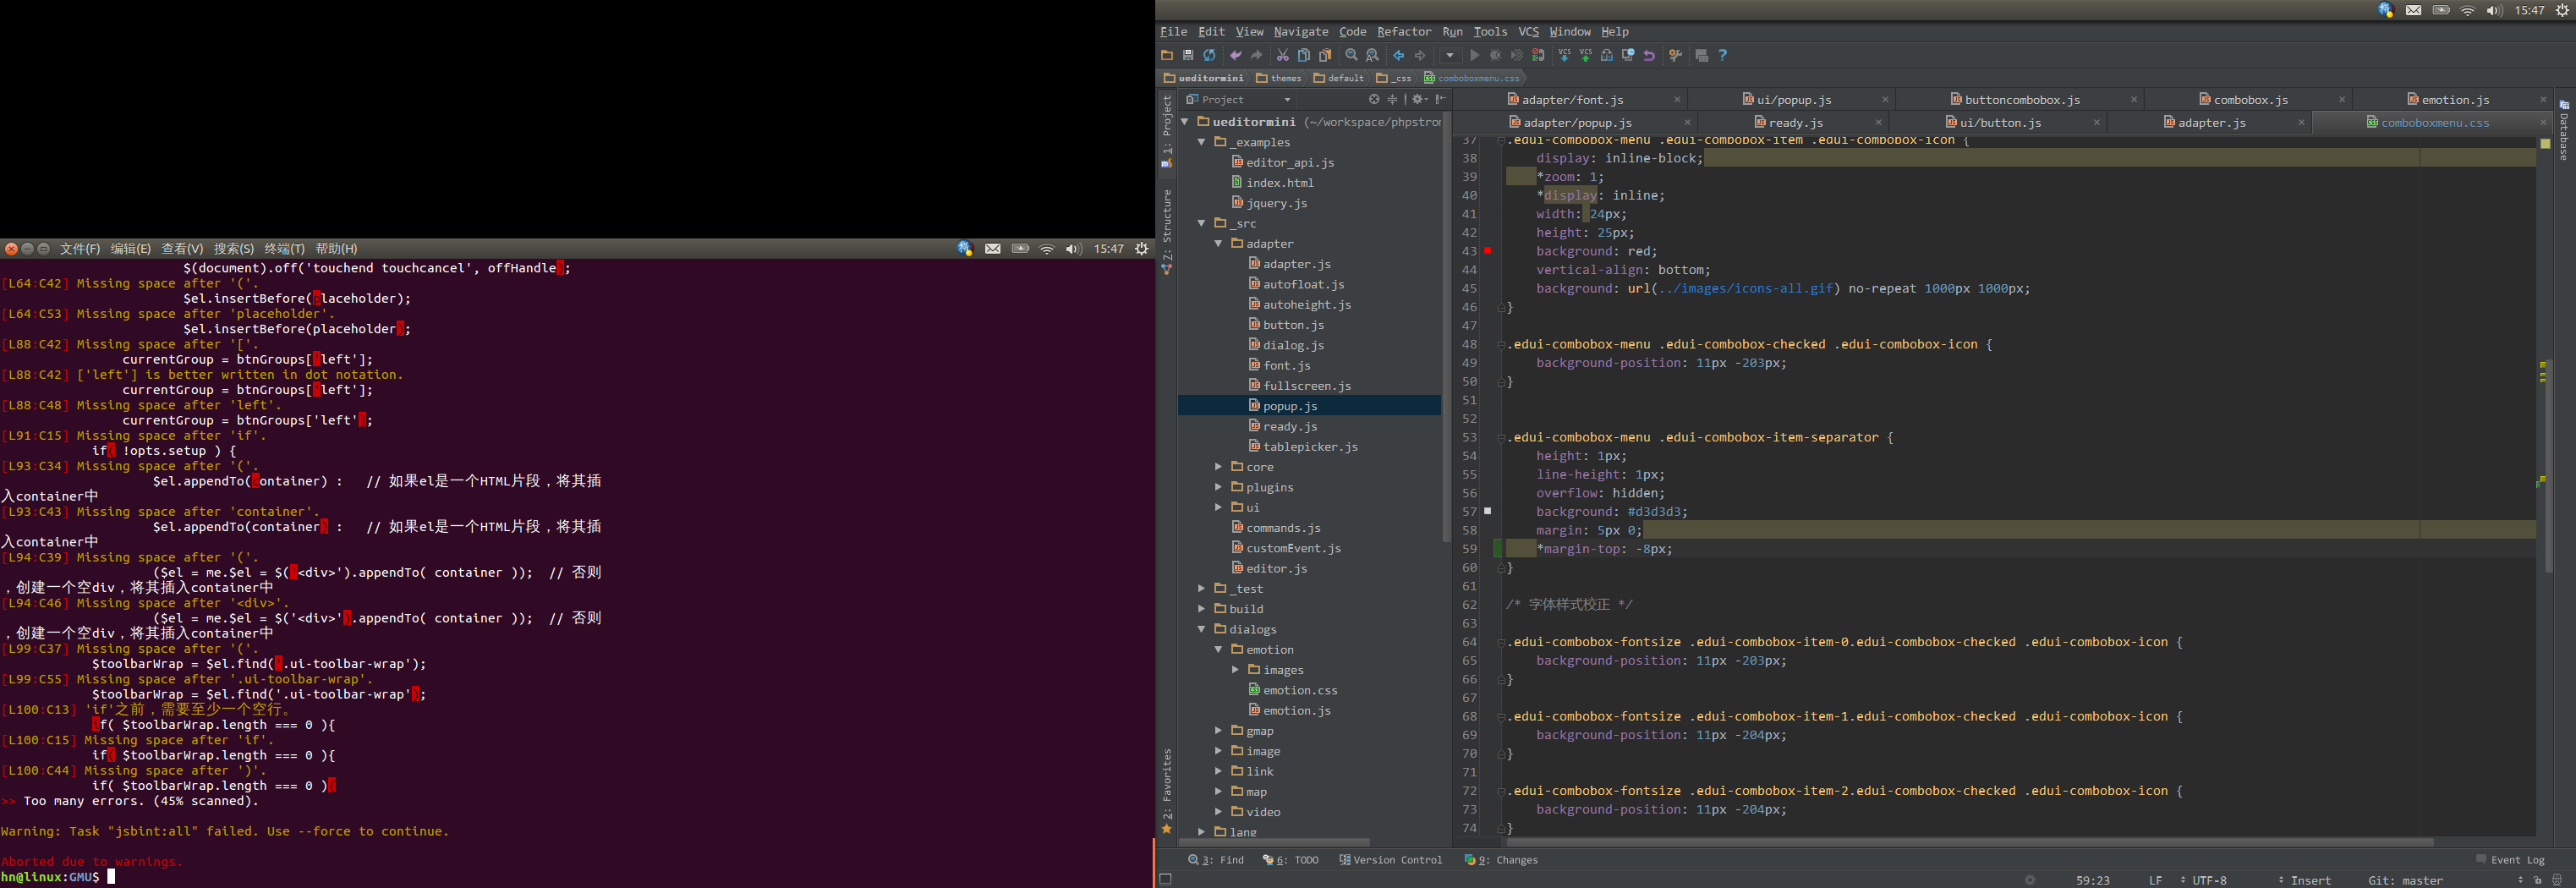 文件(F) 编辑(E) 查看(V) 搜索(S) 终端(T) 帮助(H)
15:47
$(document).off('touchend touchcancel', offHandle);
[L64:C42] Missing space after '('.
$el.insertBefore(placeholder);
[L64:C53] Missing space after 'placeholder'.
$el.insertBefore(placeholder);
[L88:C42] Missing space after '['.
currentGroup = btnGroups['left'];
[L88:C42] ['left'] is better written in dot notation.
currentGroup = btnGroups['left'];
[L88:C48] Missing space after 'left'.
currentGroup = btnGroups['left'];
[L91:C15] Missing space after 'if'.
if( !opts.setup ) {
[L93:C34] Missing space after '('.
$el.appendTo(container) :   // 如果el是一个HTML片段，将其插
入container中
[L93:C43] Missing space after 'container'.
$el.appendTo(container) :   // 如果el是一个HTML片段，将其插
入container中
[L94:C39] Missing space after '('.
($el = me.$el = $('<div>').appendTo( container ));  // 否则
，创建一个空div，将其插入container中
[L94:C46] Missing space after '<div>'.
($el = me.$el = $('<div>').appendTo( container ));  // 否则
，创建一个空div，将其插入container中
[L99:C37] Missing space after '('.
$toolbarWrap = $el.find('.ui-toolbar-wrap');
[L99:C55] Missing space after '.ui-toolbar-wrap'.
$toolbarWrap = $el.find('.ui-toolbar-wrap');
[L100:C13] 'if'之前，需要至少一个空行。
if( $toolbarWrap.length === 0 ){
[L100:C15] Missing space after 'if'.
if( $toolbarWrap.length === 0 ){
[L100:C44] Missing space after ')'.
if( $toolbarWrap.length === 0 ){
>> Too many errors. (45% scanned).
Warning: Task "jsbint:all" failed. Use --force to continue.
Aborted due to warnings.
hn@linux:GMU$
15:47
File Edit View Navigate Code Refactor Run Tools VCS Window Help
VCS VCS
ueditormini themes default _css comboboxmenu.css
1: Project
7: Structure
2: Favorites
Project
ueditormini (~/workspace/phpstron
_examples
editor_api.js
index.html
jquery.js
_src
adapter
adapter.js
autofloat.js
autoheight.js
button.js
dialog.js
font.js
fullscreen.js
popup.js
ready.js
tablepicker.js
core
plugins
ui
commands.js
customEvent.js
editor.js
_test
build
dialogs
emotion
images
emotion.css
emotion.js
gmap
image
link
map
video
lang
adapter/font.js ui/popup.js buttoncombobox.js combobox.js emotion.js
adapter/popup.js ready.js ui/button.js adapter.js comboboxmenu.css
37 .edui-combobox-menu .edui-combobox-item .edui-combobox-icon {
38 display: inline-block;
39 *zoom: 1;
40 *display: inline;
41 width: 24px;
42 height: 25px;
43 background: red;
44 vertical-align: bottom;
45 background: url(../images/icons-all.gif) no-repeat 1000px 1000px;
46 }
47
48 .edui-combobox-menu .edui-combobox-checked .edui-combobox-icon {
49 background-position: 11px -203px;
50 }
51
52
53 .edui-combobox-menu .edui-combobox-item-separator {
54 height: 1px;
55 line-height: 1px;
56 overflow: hidden;
57 background: #d3d3d3;
58 margin: 5px 0;
59 *margin-top: -8px;
60 }
61
62 /* 字体样式校正 */
63
64 .edui-combobox-fontsize .edui-combobox-item-0.edui-combobox-checked .edui-combobox-icon {
65 background-position: 11px -203px;
66 }
67
68 .edui-combobox-fontsize .edui-combobox-item-1.edui-combobox-checked .edui-combobox-icon {
69 background-position: 11px -204px;
70 }
71
72 .edui-combobox-fontsize .edui-combobox-item-2.edui-combobox-checked .edui-combobox-icon {
73 background-position: 11px -204px;
74 }
Database
3: Find 6: TODO Version Control 9: Changes Event Log
59:23 LF UTF-8 Insert Git: master